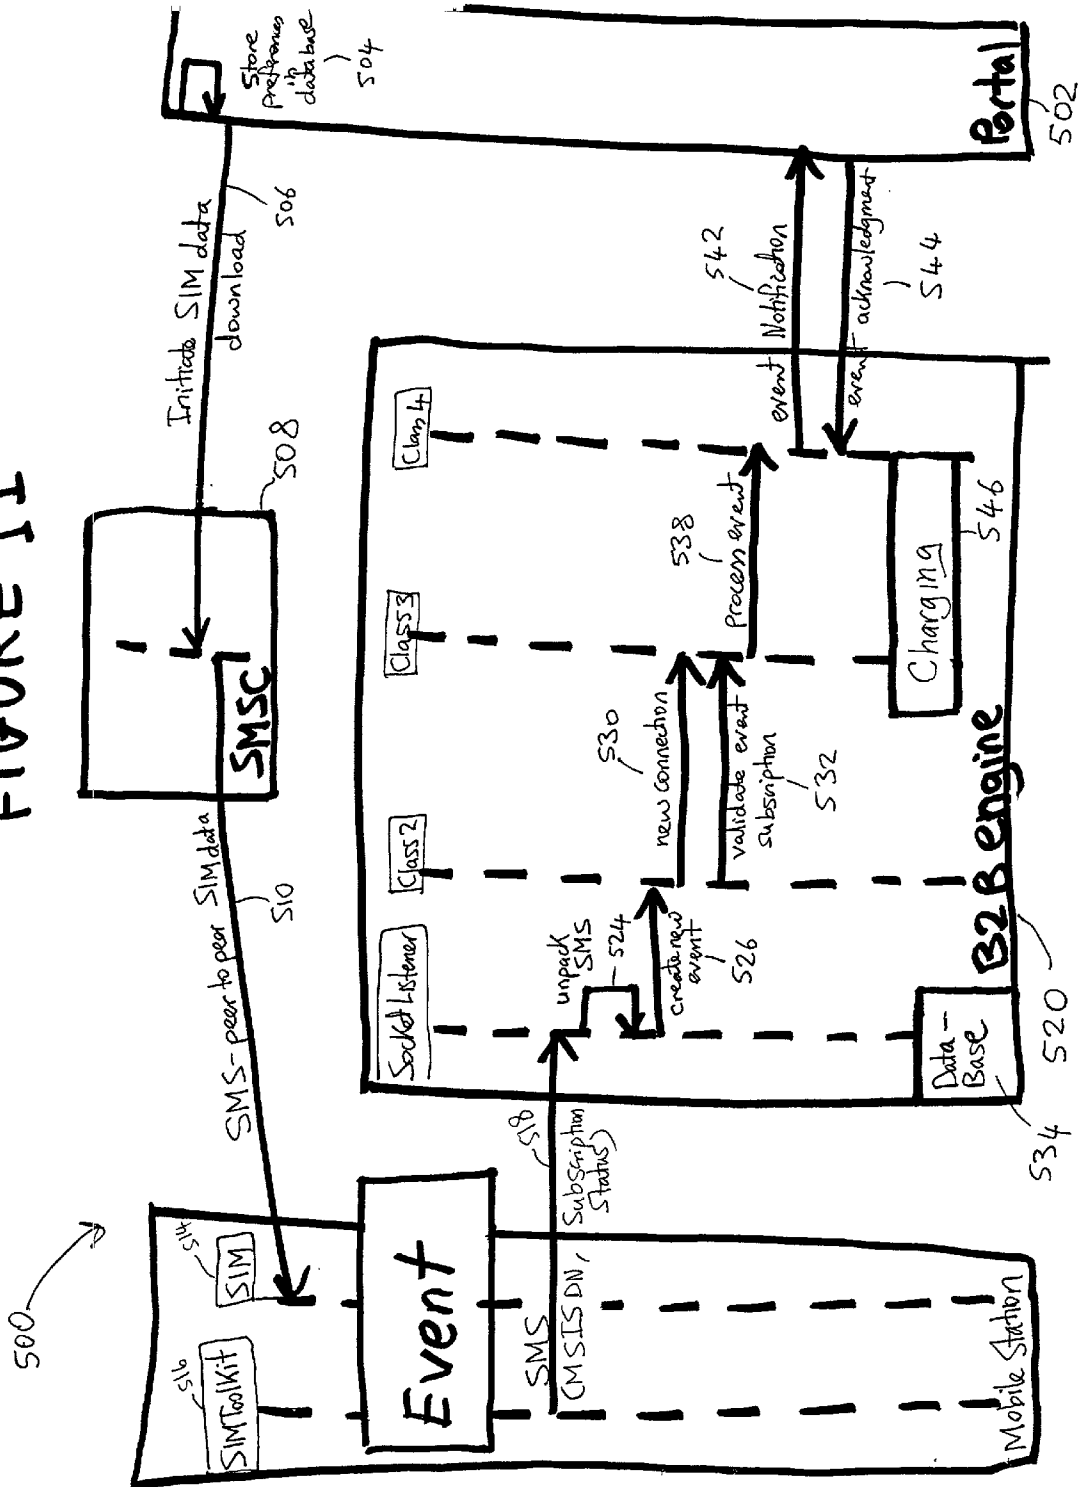 FIGURE 11
500
516
SIMToolkit
514
SIM
Event
SMS
(MSISDN,
Subscription
Status)
518
Mobile Station
SMS-peer to peer SIM data
510
SMSC
508
Initiate SIM data
download
506
Store
preferences
in
database
504
Portal
502
Socket Listener
Class 2
Class 3
Class 4
unpack
SMS
524
create new
event
526
new connection
530
validate event
subscription
532
Process event
538
event Notification
542
event acknowledgment
544
Charging
546
Data-
Base
534
B2B engine
520